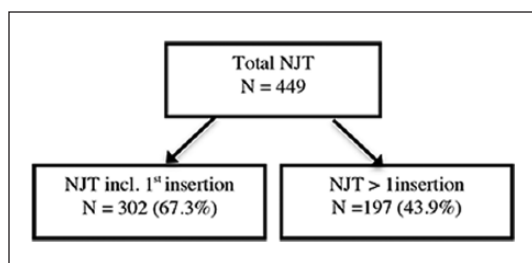 Total NJT
N = 449
NJT incl. 1st insertion
N = 302 (67.3%)
NJT > 1insertion
N =197 (43.9%)